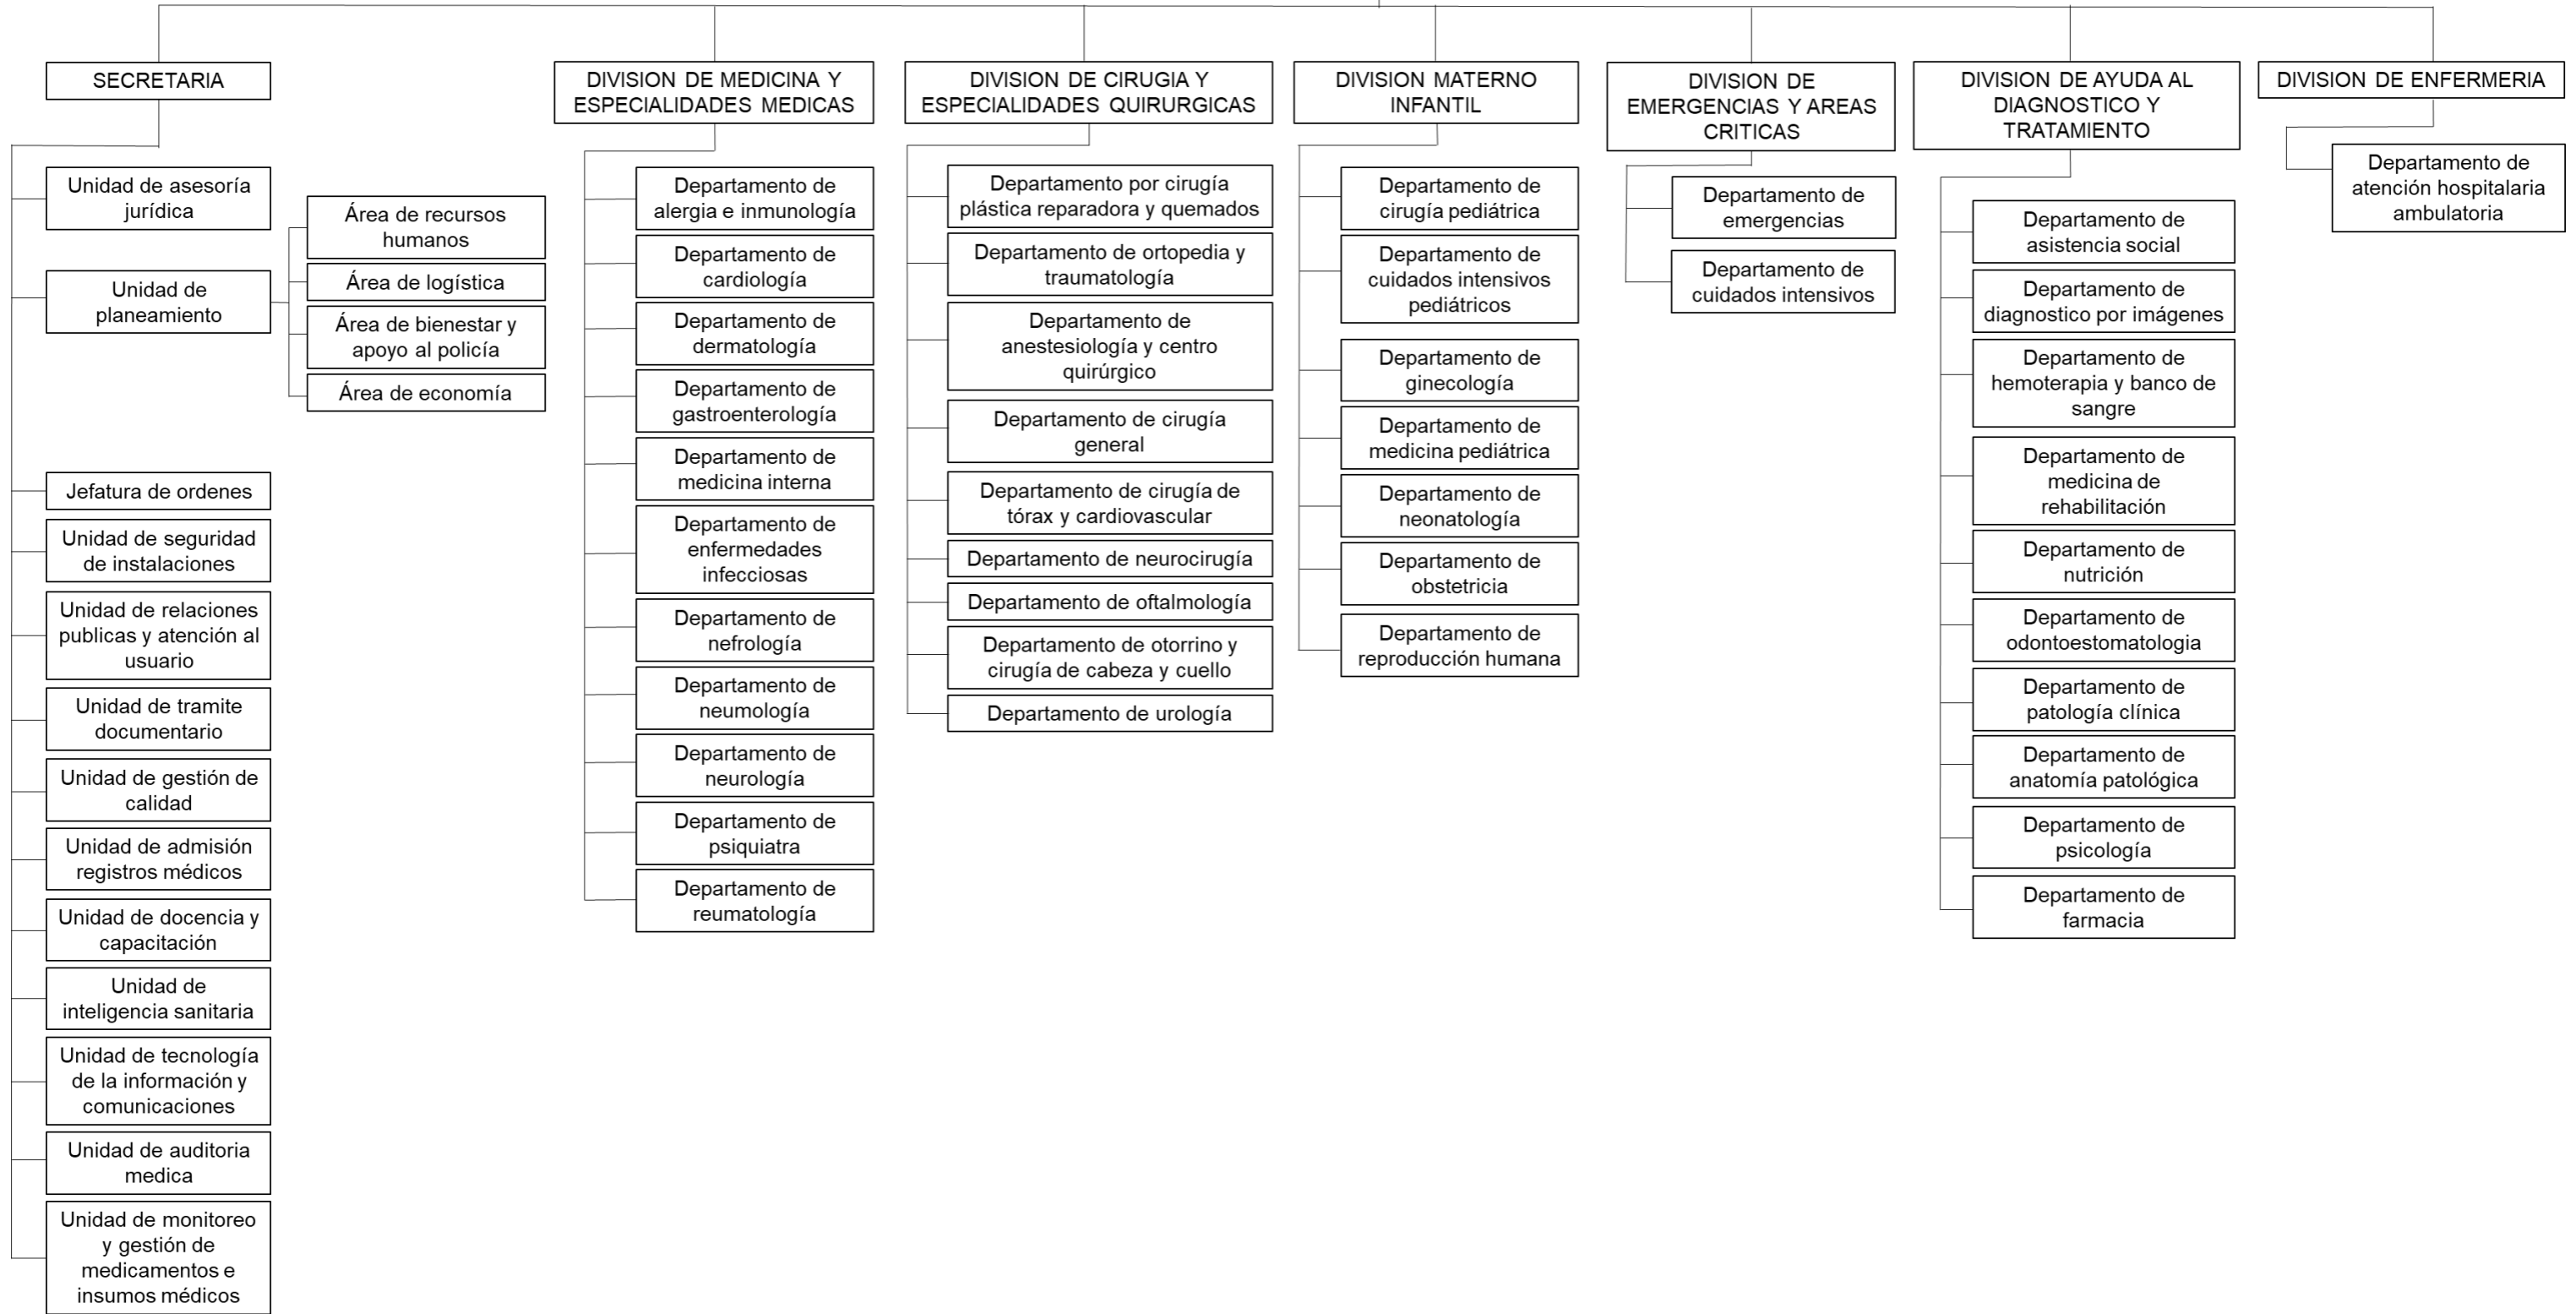 SECRETARIA
Unidad de asesoría
jurídica
Unidad de
planeamiento
Área de recursos
humanos
Área de logística
Área de bienestar y
apoyo al policía
Área de economía
Jefatura de ordenes
Unidad de seguridad
de instalaciones
Unidad de relaciones
publicas y atención al
usuario
Unidad de tramite
documentario
Unidad de gestión de
calidad
Unidad de admisión
registros médicos
Unidad de docencia y
capacitación
Unidad de
inteligencia sanitaria
Unidad de tecnología
de la información y
comunicaciones
Unidad de auditoria
medica
Unidad de monitoreo
y gestión de
medicamentos e
insumos médicos
DIVISION DE MEDICINA Y
ESPECIALIDADES MEDICAS
Departamento de
alergia e inmunología
Departamento de
cardiología
Departamento de
dermatología
Departamento de
gastroenterología
Departamento de
medicina interna
Departamento de
enfermedades
infecciosas
Departamento de
nefrología
Departamento de
neumología
Departamento de
neurología
Departamento de
psiquiatra
Departamento de
reumatología
DIVISION DE CIRUGIA Y
ESPECIALIDADES QUIRURGICAS
Departamento por cirugía
plástica reparadora y quemados
Departamento de ortopedia y
traumatología
Departamento de
anestesiología y centro
quirúrgico
Departamento de cirugía
general
Departamento de cirugía de
tórax y cardiovascular
Departamento de neurocirugía
Departamento de oftalmología
Departamento de otorrino y
cirugía de cabeza y cuello
Departamento de urología
DIVISION MATERNO
INFANTIL
Departamento de
cirugía pediátrica
Departamento de
cuidados intensivos
pediátricos
Departamento de
ginecología
Departamento de
medicina pediátrica
Departamento de
neonatología
Departamento de
obstetricia
Departamento de
reproducción humana
DIVISION DE
EMERGENCIAS Y AREAS
CRITICAS
Departamento de
emergencias
Departamento de
cuidados intensivos
DIVISION DE AYUDA AL
DIAGNOSTICO Y
TRATAMIENTO
Departamento de
asistencia social
Departamento de
diagnostico por imágenes
Departamento de
hemoterapia y banco de
sangre
Departamento de
medicina de
rehabilitación
Departamento de
nutrición
Departamento de
odontoestomatologia
Departamento de
patología clínica
Departamento de
anatomía patológica
Departamento de
psicología
Departamento de
farmacia
DIVISION DE ENFERMERIA
Departamento de
atención hospitalaria
ambulatoria